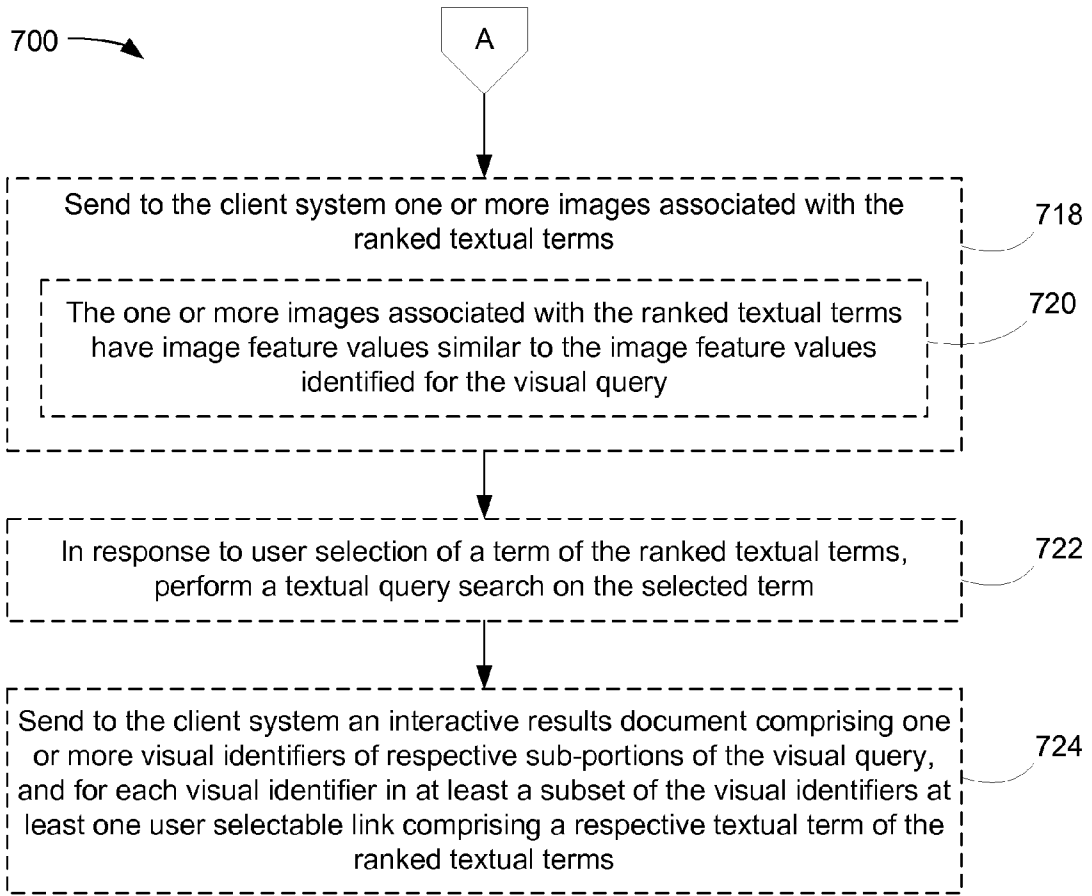 700
A
Send to the client system one or more images associated with the
ranked textual terms
718
The one or more images associated with the ranked textual terms
have image feature values similar to the image feature values
identified for the visual query
720
In response to user selection of a term of the ranked textual terms,
perform a textual query search on the selected term
722
Send to the client system an interactive results document comprising one
or more visual identifiers of respective sub-portions of the visual query,
and for each visual identifier in at least a subset of the visual identifiers at
least one user selectable link comprising a respective textual term of the
ranked textual terms
724